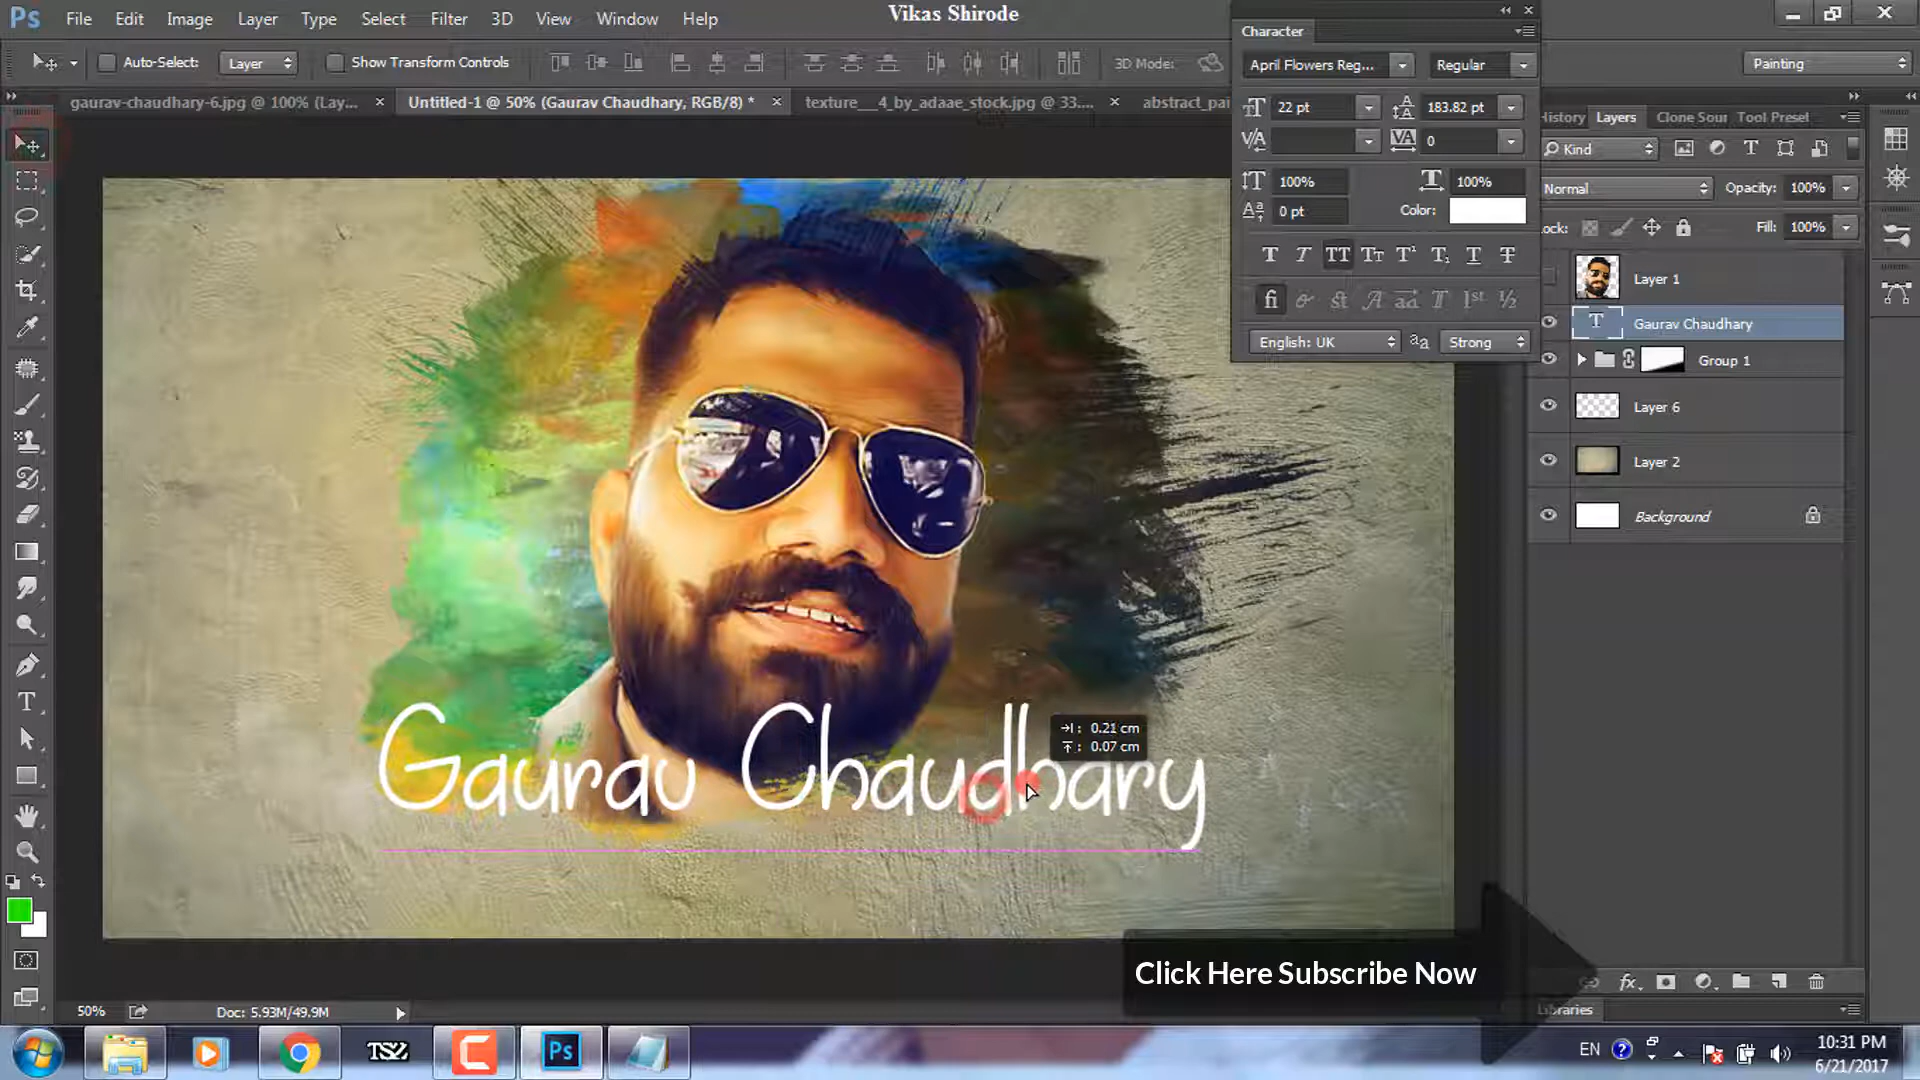 Vikas Shirode
Ps File Edit Image Layer Type Select Filter 3D View Window Help
Auto-Select: Layer Show Transform Controls 3D Mode: Painting
gaurav-chaudhary-6.jpg @ 100% (Lay... × Untitled-1 @ 50% (Gaurav Chaudhary, RGB/8) * × texture___4_by_adaae_stock.jpg @ 33.... × abstract_pai
Character
April Flowers Reg... Regular
22 pt 183.82 pt
0
100% 100%
0 pt Color:
English: UK Strong
History Layers Clone Sour Tool Preset
Kind
Normal Opacity: 100%
Lock: Fill: 100%
Layer 1
Gaurav Chaudhary
Group 1
Layer 6
Layer 2
Background
0.21 cm
0.07 cm
Gaurav Chaudhary
Click Here Subscribe Now
Libraries
50% Doc: 5.93M/49.9M
Ps
EN
10:31 PM
6/21/2017